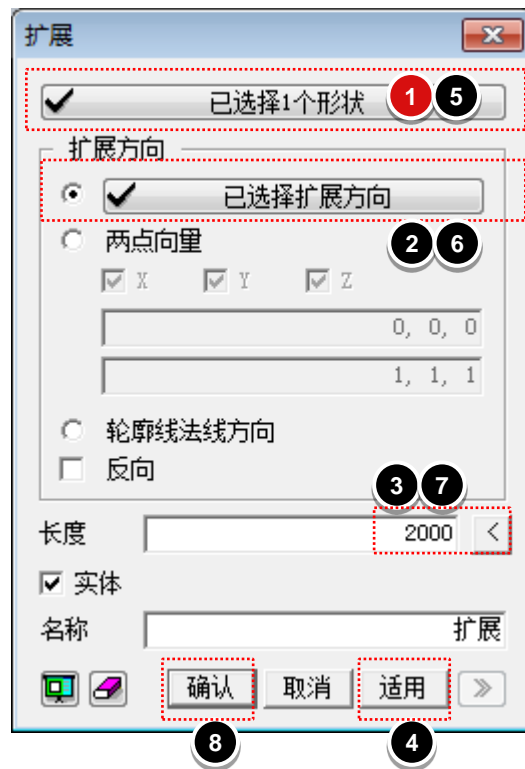 扩展
已选择1个形状 1 5
扩展方向
已选择扩展方向
2 6
两点向量
X Y Z
0, 0, 0
1, 1, 1
轮廓线法线方向
反向
3 7
长度 2000 <
实体
名称 扩展
确认 取消 适用 >>
8 4